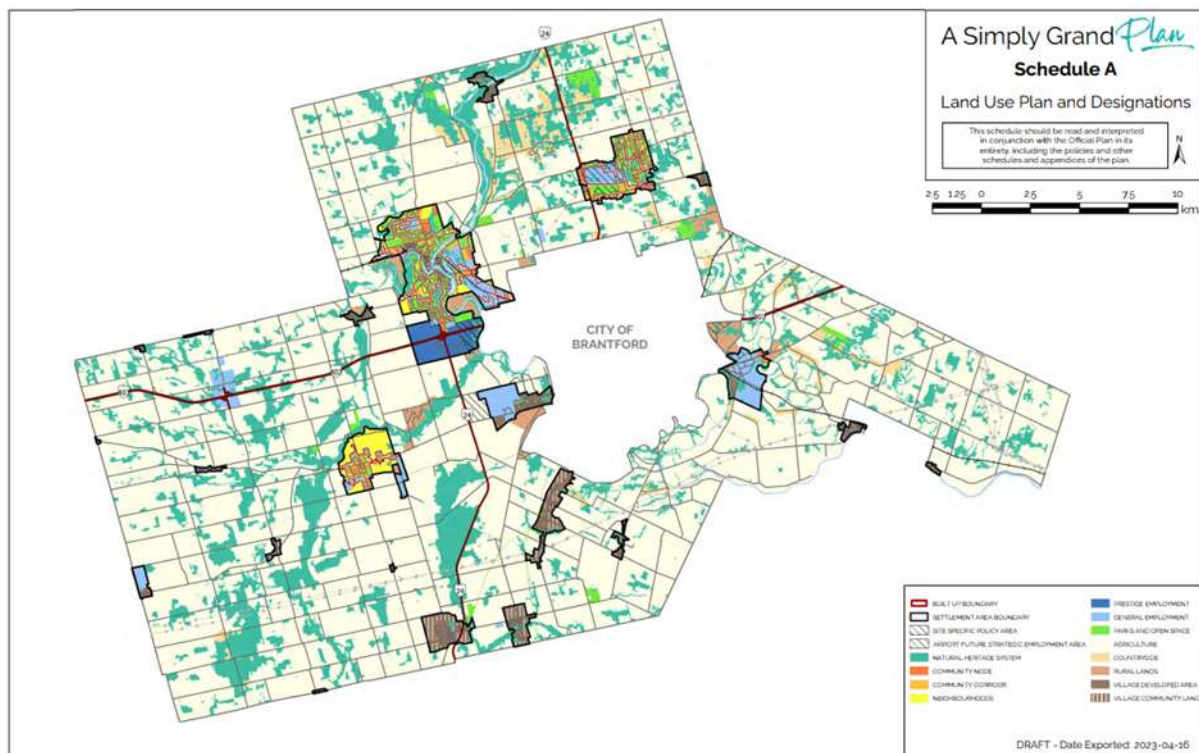 A Simply Grand Plan
Schedule A
Land Use Plan and Designations
This schedule should be read and interpreted
in conjunction with the Official Plan in its
entirety, including the policies and other
schedules and appendices of the plan.
N
2.5 1.25 0 2.5 5 7.5 10
km
24
CITY OF
BRANTFORD
403
24
24
BUILT UP BOUNDARY
SETTLEMENT AREA BOUNDARY
SITE SPECIFIC POLICY AREA
AIRPORT FUTURE STRATEGIC EMPLOYMENT AREA
NATURAL HERITAGE SYSTEM
COMMUNITY NODE
COMMUNITY CORRIDOR
NEIGHBOURHOODS
PRESTIGE EMPLOYMENT
GENERAL EMPLOYMENT
PARKS AND OPEN SPACE
AGRICULTURE
COUNTRYSIDE
RURAL LANDS
VILLAGE DEVELOPED AREA
VILLAGE COMMUNITY LAND
DRAFT - Date Exported: 2023-04-16